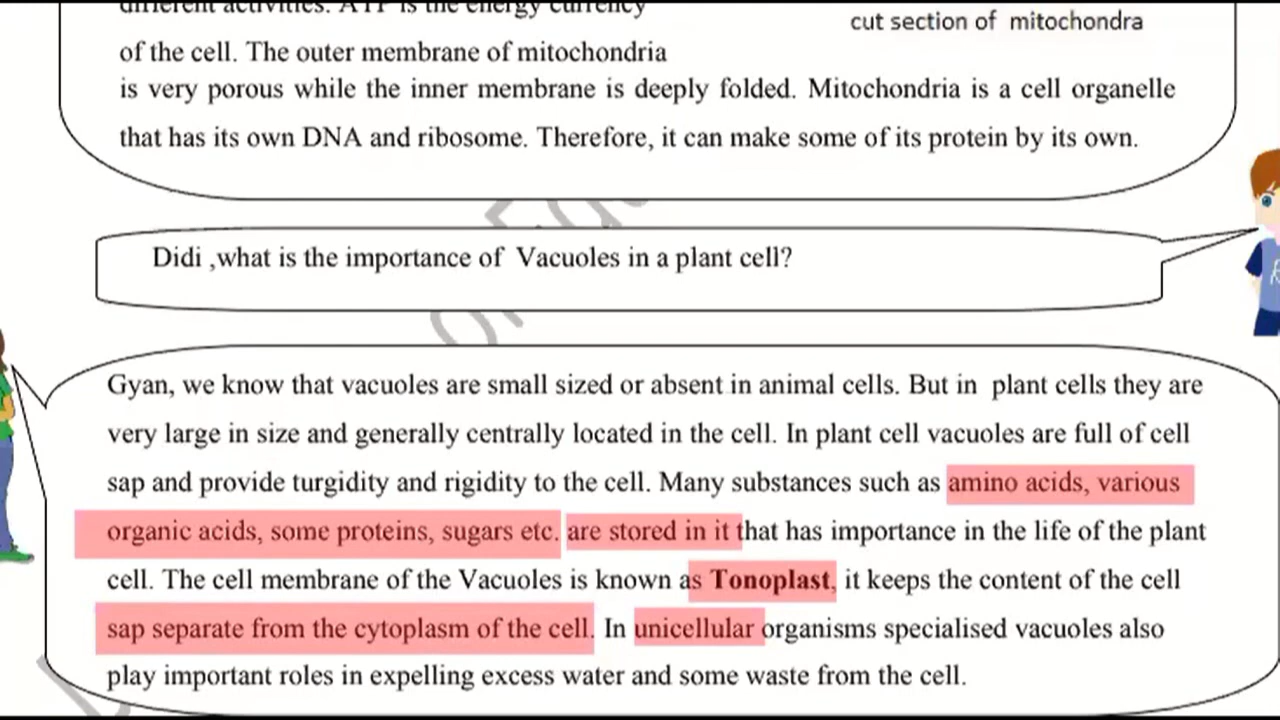 different activities. ATP is the energy currency
cut section of mitochondra
of the cell. The outer membrane of mitochondria
is very porous while the inner membrane is deeply folded. Mitochondria is a cell organelle
that has its own DNA and ribosome. Therefore, it can make some of its protein by its own.
Didi ,what is the importance of Vacuoles in a plant cell?
Gyan, we know that vacuoles are small sized or absent in animal cells. But in plant cells they are
very large in size and generally centrally located in the cell. In plant cell vacuoles are full of cell
sap and provide turgidity and rigidity to the cell. Many substances such as amino acids, various
organic acids, some proteins, sugars etc. are stored in it that has importance in the life of the plant
cell. The cell membrane of the Vacuoles is known as Tonoplast, it keeps the content of the cell
sap separate from the cytoplasm of the cell. In unicellular organisms specialised vacuoles also
play important roles in expelling excess water and some waste from the cell.